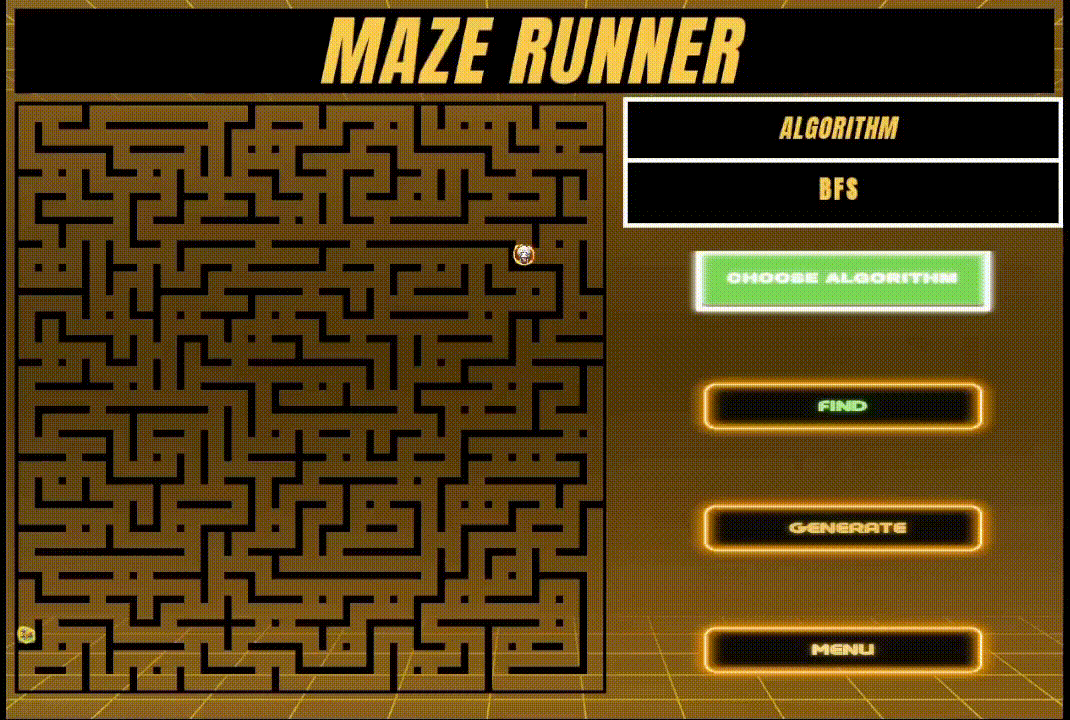 MAZE RUNNER
ALGORITHM
BFS
CHOOSE ALGORITHM
FIND
GENERATE
MENU